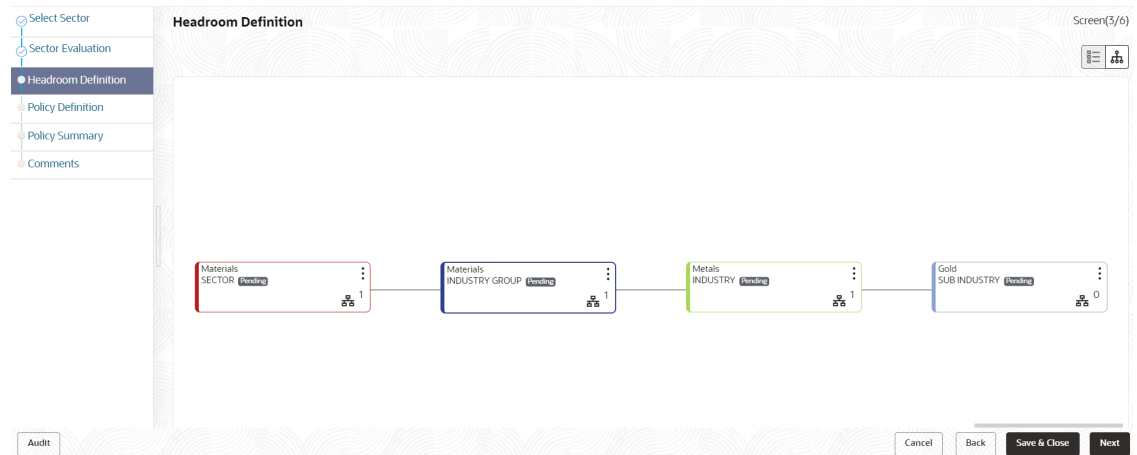 Select Sector
Sector Evaluation
Headroom Definition
Policy Definition
Policy Summary
Comments
Headroom Definition
Screen(3/6)
Materials
SECTOR Pending
1
Materials
INDUSTRY GROUP Pending
1
Metals
INDUSTRY Pending
1
Gold
SUB INDUSTRY Pending
0
Audit
Cancel
Back
Save & Close
Next